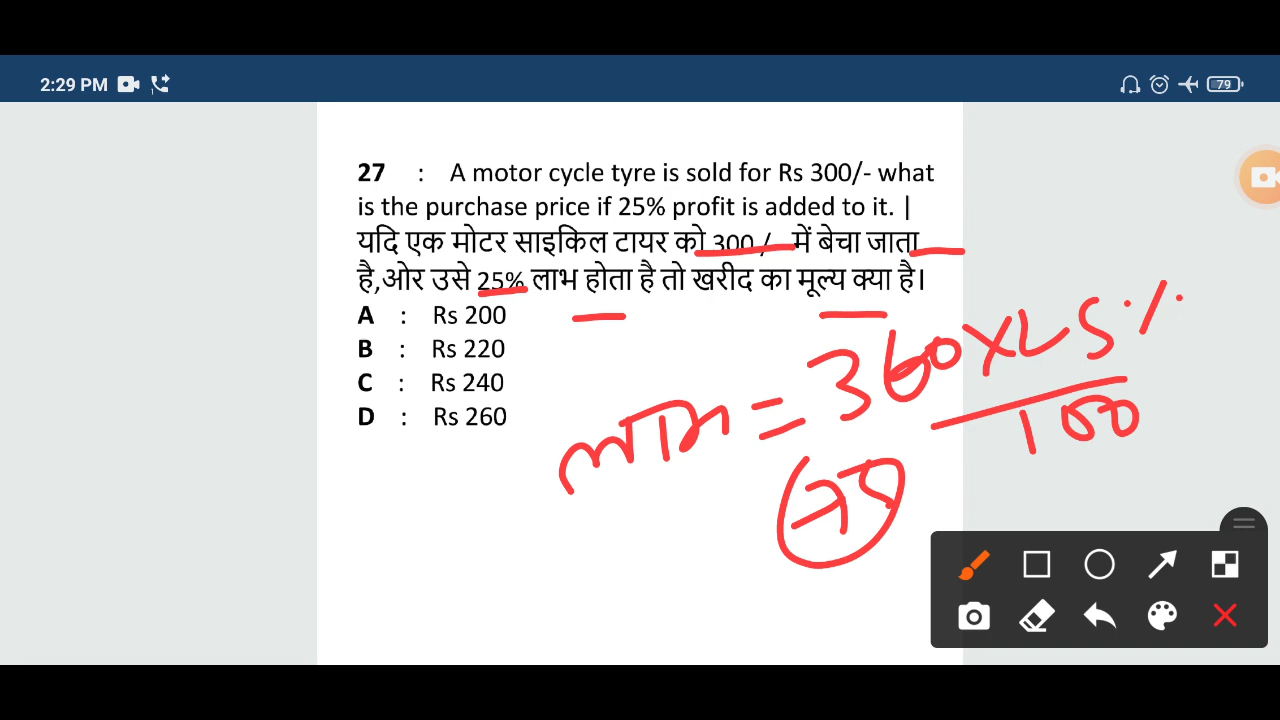 2:29 PM
79
27 : A motor cycle tyre is sold for Rs 300/- what
is the purchase price if 25% profit is added to it. |
यदि एक मोटर साइकिल टायर को 300/- में बेचा जाता
है,ओर उसे 25% लाभ होता है तो खरीद का मूल्य क्या है।
A : Rs 200
B : Rs 220
C : Rs 240
D : Rs 260
लाभ = 300 x 25%
100
75